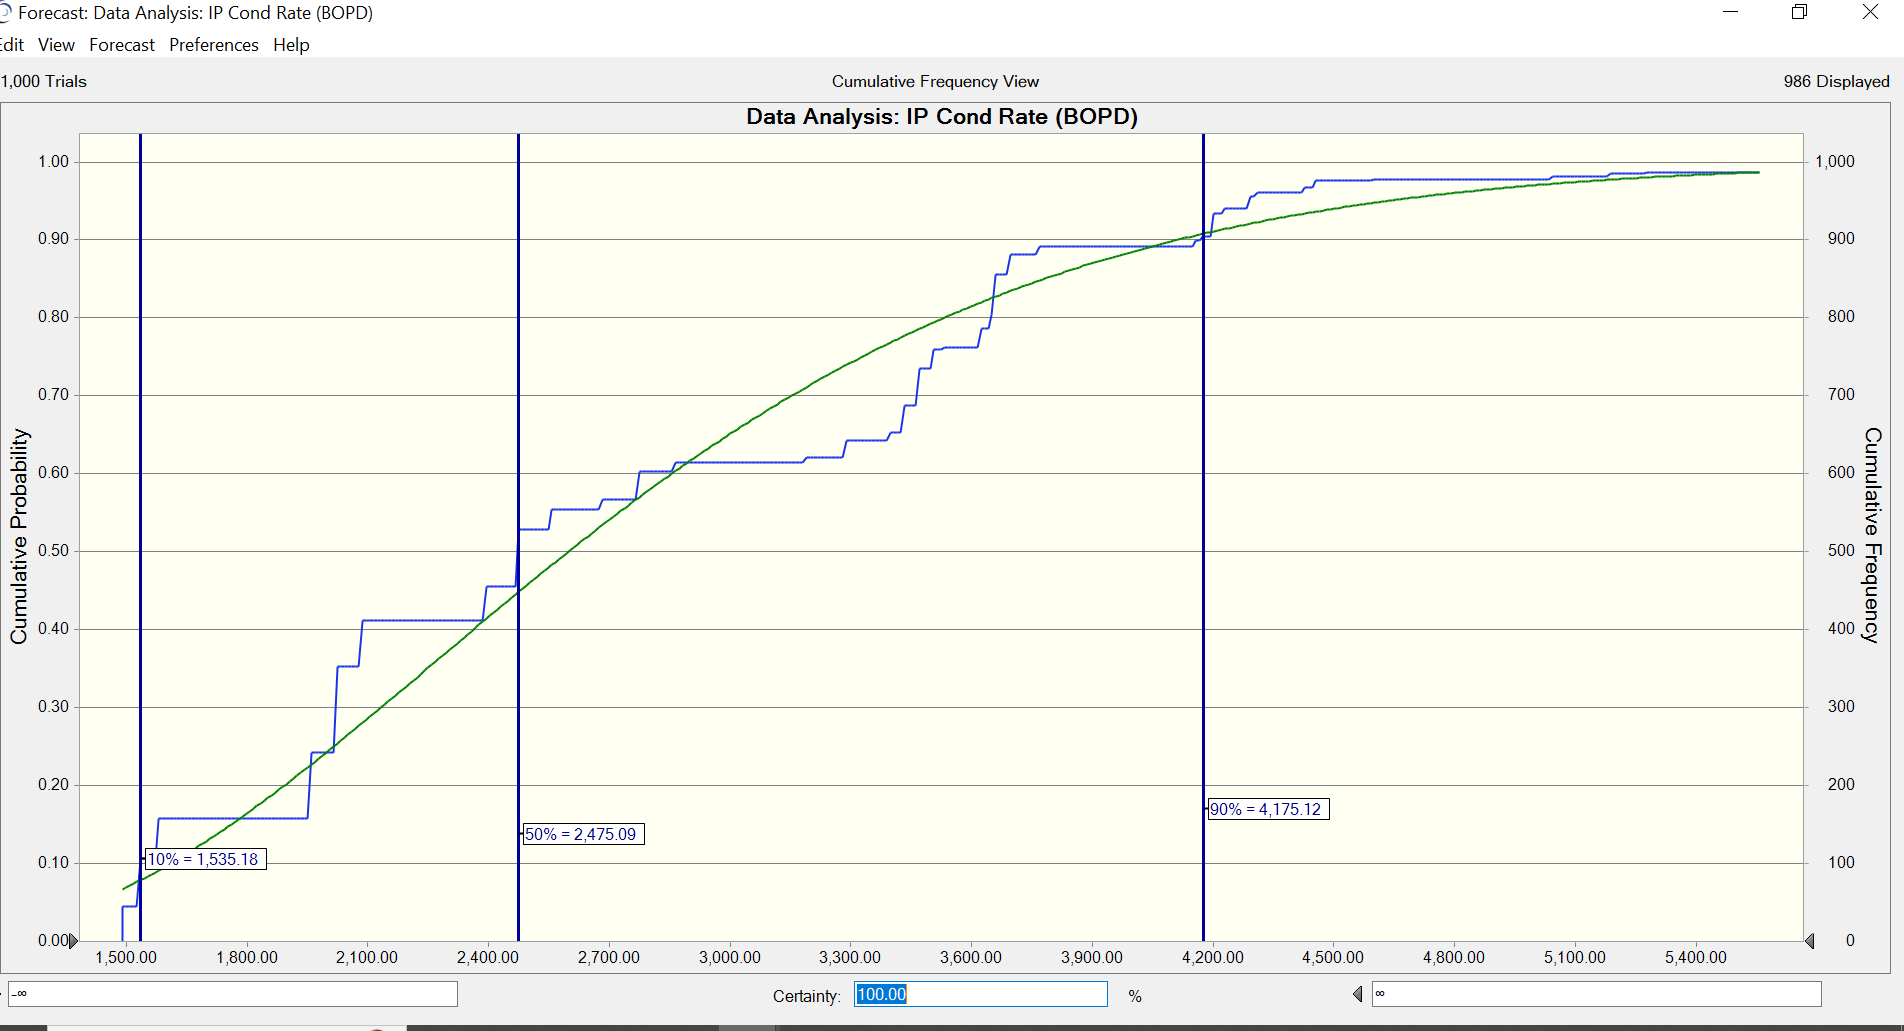 Forecast: Data Analysis: IP Cond Rate (BOPD)
Edit View Forecast Preferences Help
1,000 Trials Cumulative Frequency View 986 Displayed
Data Analysis: IP Cond Rate (BOPD)
Cumulative Probability
1.00
0.90
0.80
0.70
0.60
0.50
0.40
0.30
0.20
0.10
0.00
10% = 1,535.18
50% = 2,475.09
90% = 4,175.12
1,000
900
800
700
600
500
400
300
200
100
0
Cumulative Frequency
1,500.00 1,800.00 2,100.00 2,400.00 2,700.00 3,000.00 3,300.00 3,600.00 3,900.00 4,200.00 4,500.00 4,800.00 5,100.00 5,400.00
-∞ Certainty: 100.00 % ∞